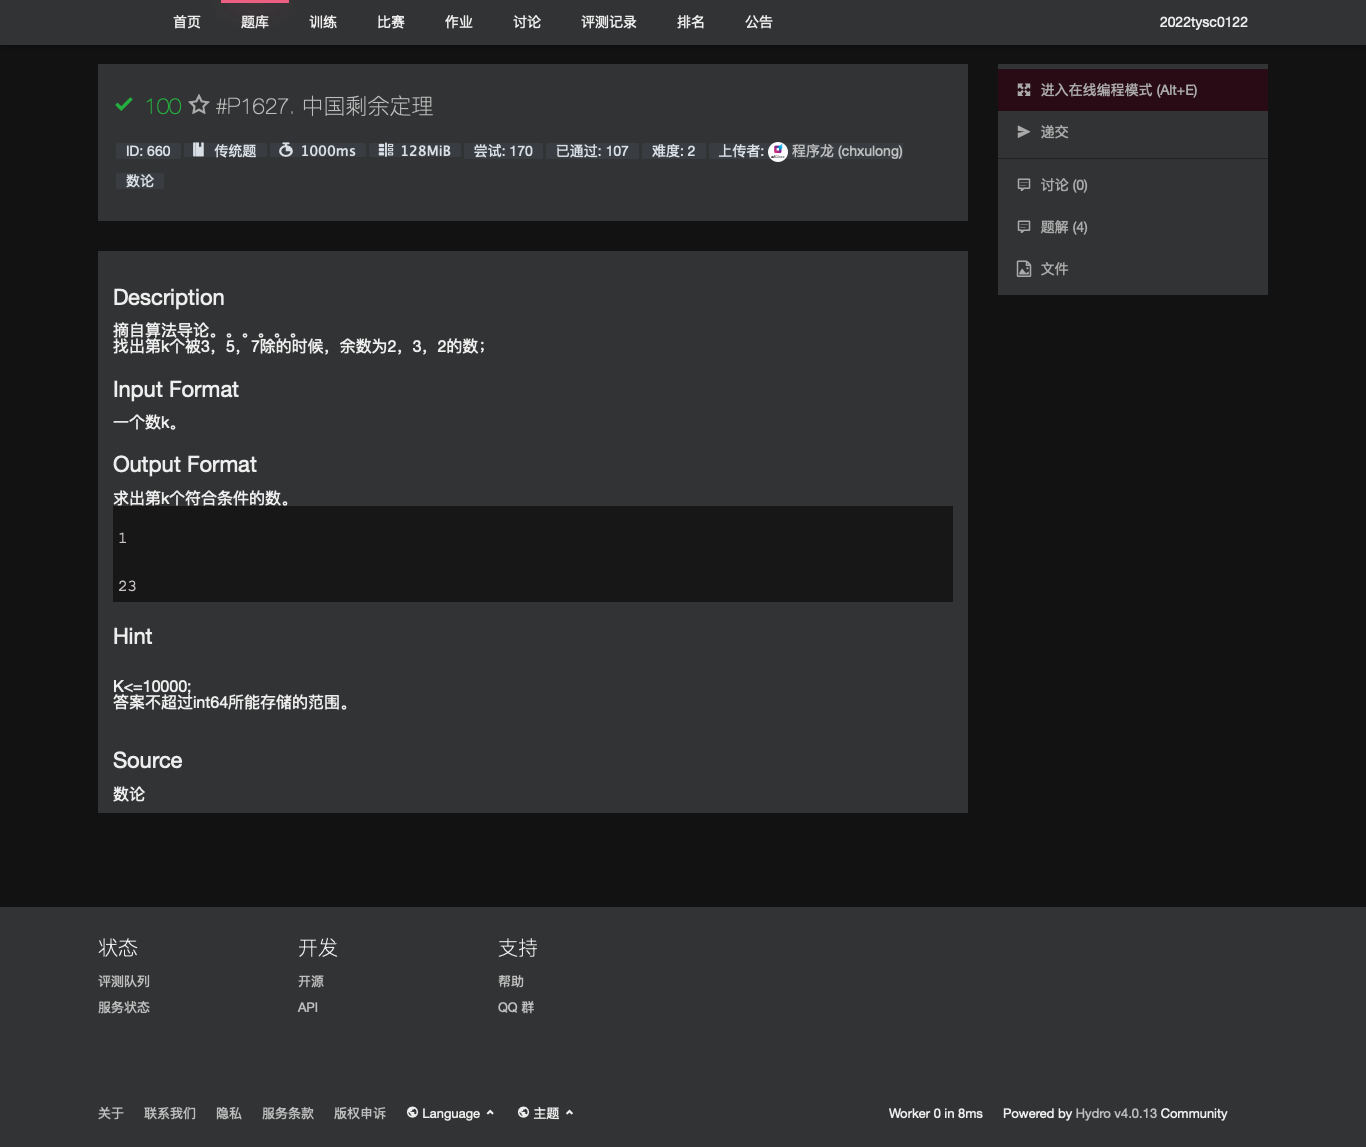 首页 题库 训练 比赛 作业 讨论 评测记录 排名 公告 2022tysc0122
100 #P1627. 中国剩余定理
ID: 660 传统题 1000ms 128MiB 尝试: 170 已通过: 107 难度: 2 上传者: 程序龙 (chxulong)
数论
进入在线编程模式 (Alt+E)
递交
讨论 (0)
题解 (4)
文件
Description
摘自算法导论。。。。。。
找出第k个被3，5，7除的时候，余数为2，3，2的数；
Input Format
一个数k。
Output Format
求出第k个符合条件的数。
1
23
Hint
K<=10000;
答案不超过int64所能存储的范围。
Source
数论
状态 开发 支持
评测队列 开源 帮助
服务状态 API QQ 群
关于 联系我们 隐私 服务条款 版权申诉 Language 主题 Worker 0 in 8ms Powered by Hydro v4.0.13 Community